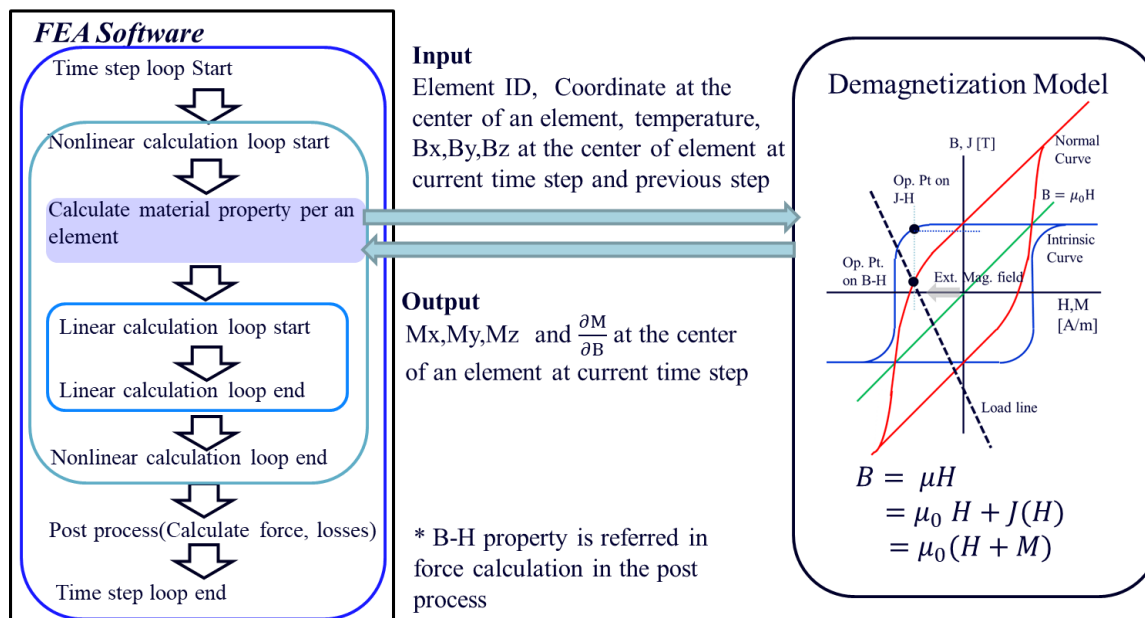 FEA Software
Time step loop Start
Nonlinear calculation loop start
Calculate material property per an
element
Linear calculation loop start
Linear calculation loop end
Nonlinear calculation loop end
Post process(Calculate force, losses)
Time step loop end
Input
Element ID, Coordinate at the
center of an element, temperature,
Bx,By,Bz at the center of element at
current time step and previous step
Output
Mx,My,Mz and ∂M/∂B at the center
of an element at current time step
* B-H property is referred in
force calculation in the post
process
Demagnetization Model
B, J [T]
Normal
Curve
Op. Pt on
J-H
B = μ₀H
Intrinsic
Curve
Op. Pt.
on B-H
Ext. Mag. field
H,M
[A/m]
Load line
B = μH
= μ₀ H + J(H)
= μ₀(H + M)